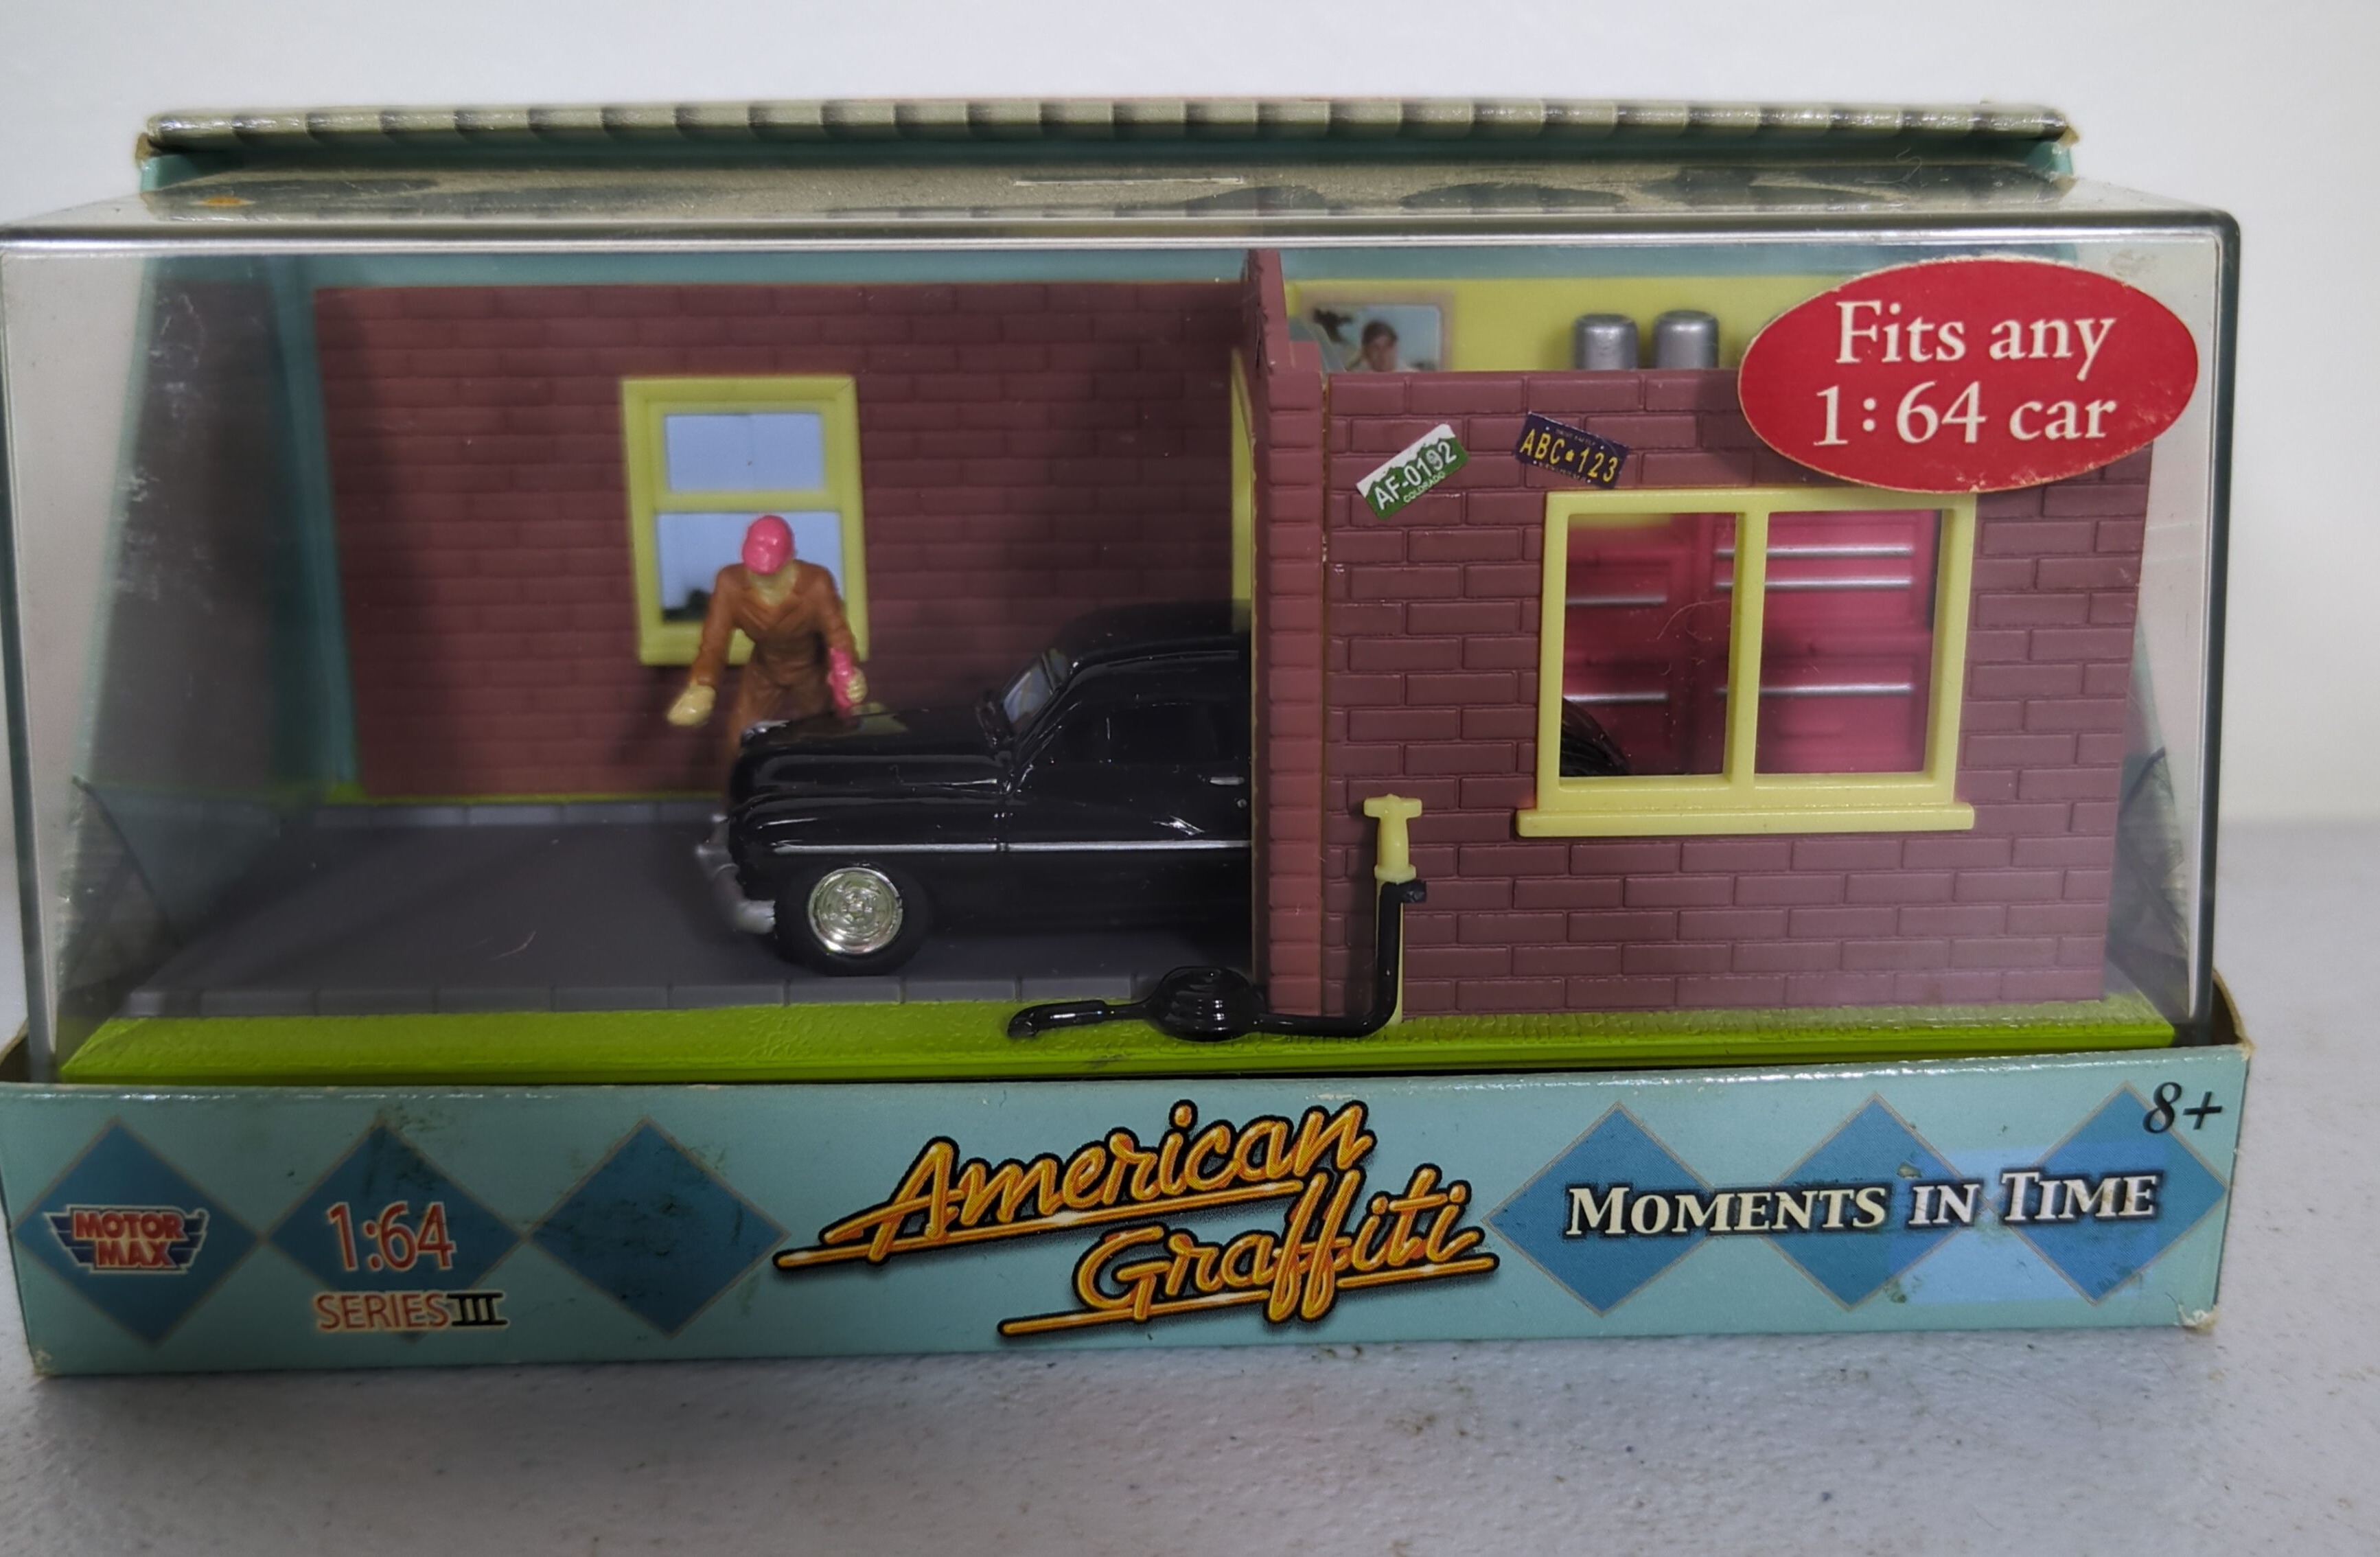 Fits any
1:64 car
AF-0192
COLORADO
ABC 123
8+
MOTOR
MAX
1:64
SERIES III
American
Graffiti
MOMENTS IN TIME